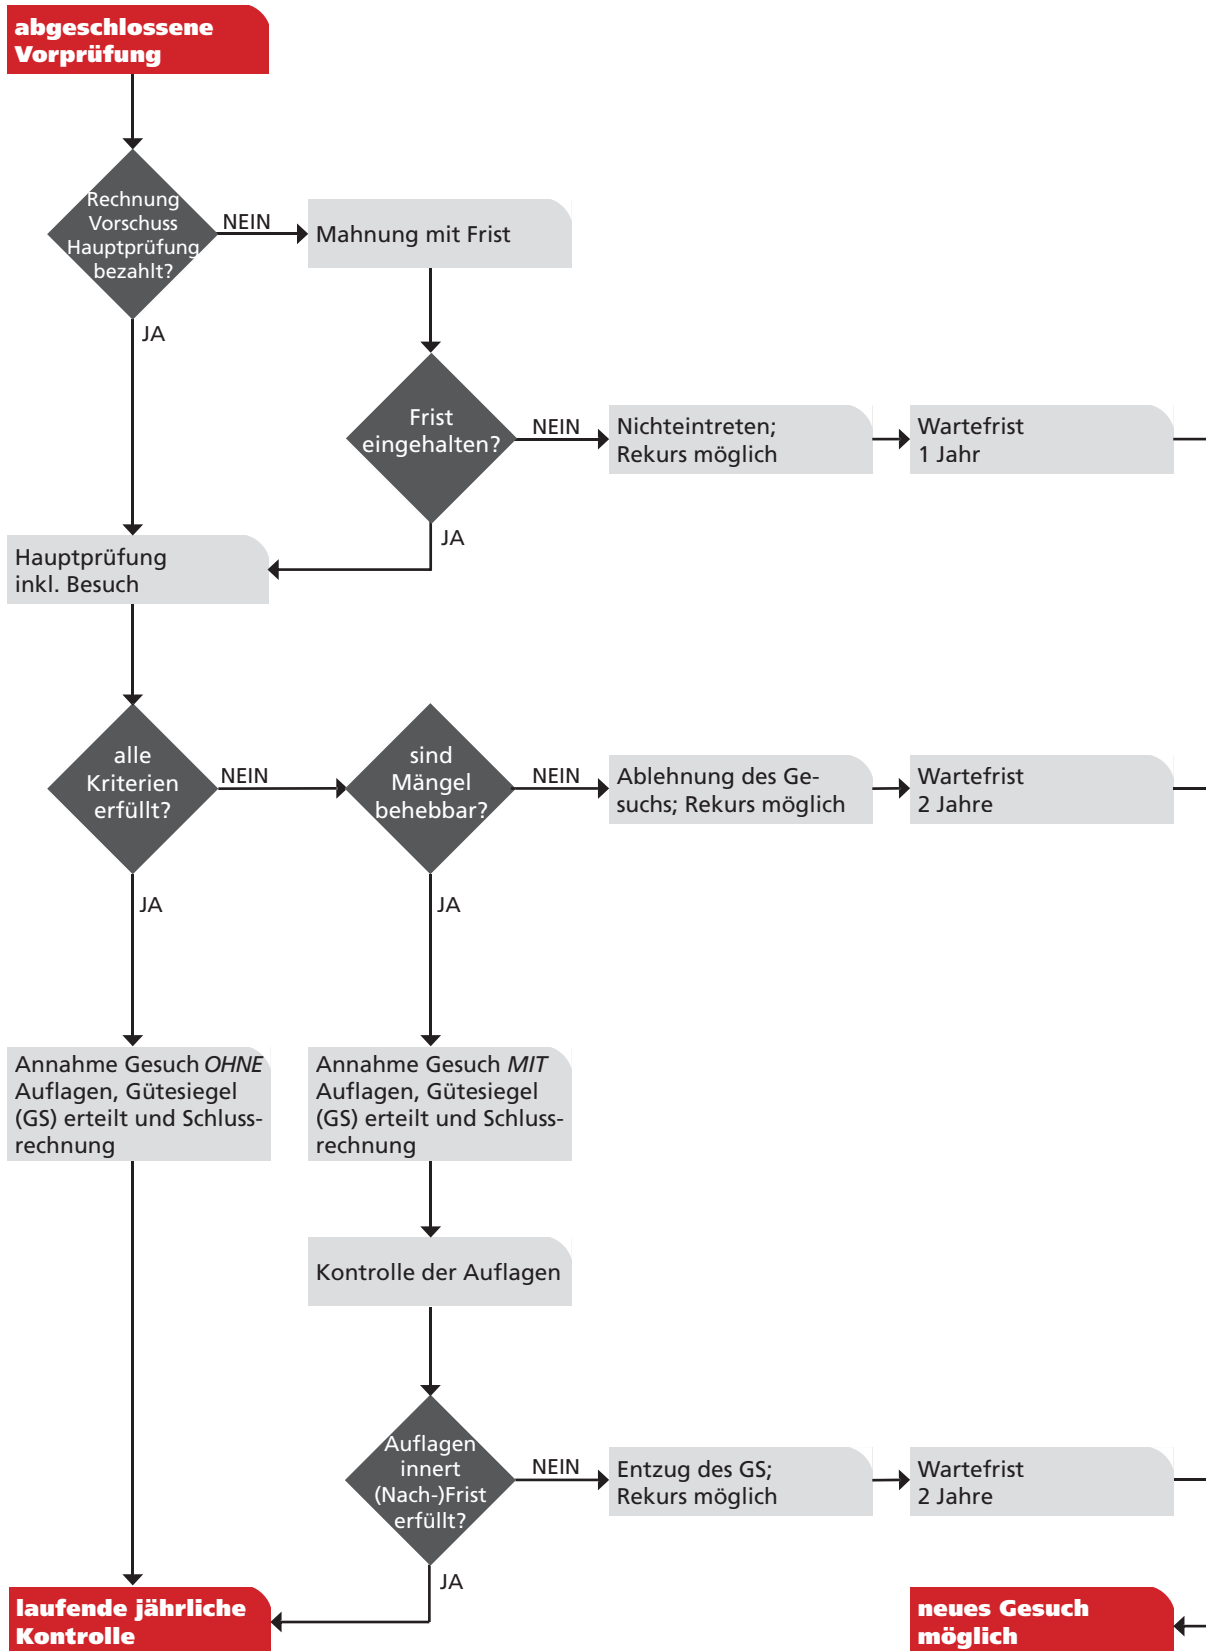 abgeschlossene
Vorprüfung
Rechnung
Vorschuss
Hauptprüfung
bezahlt?
NEIN
Mahnung mit Frist
JA
Frist
eingehalten?
NEIN
Nichteintreten;
Rekurs möglich
Wartefrist
1 Jahr
JA
Hauptprüfung
inkl. Besuch
alle
Kriterien
erfüllt?
NEIN
sind
Mängel
behebbar?
NEIN
Ablehnung des Ge-
suchs; Rekurs möglich
Wartefrist
2 Jahre
JA
JA
Annahme Gesuch OHNE
Auflagen, Gütesiegel
(GS) erteilt und Schluss-
rechnung
Annahme Gesuch MIT
Auflagen, Gütesiegel
(GS) erteilt und Schluss-
rechnung
Kontrolle der Auflagen
Auflagen
innert
(Nach-)Frist
erfüllt?
NEIN
Entzug des GS;
Rekurs möglich
Wartefrist
2 Jahre
JA
laufende jährliche
Kontrolle
neues Gesuch
möglich